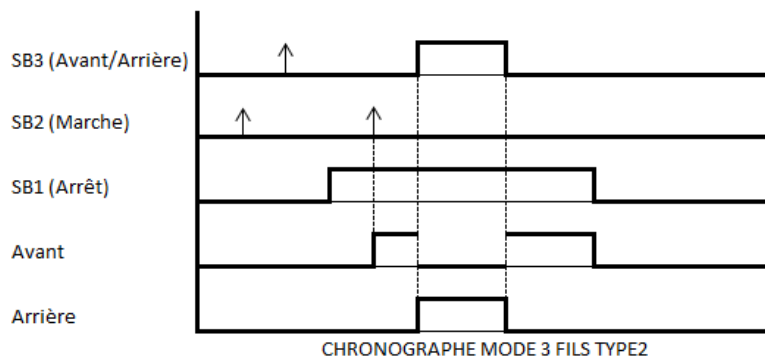 SB3 (Avant/Arrière)
SB2 (Marche)
SB1 (Arrêt)
Avant
Arrière
CHRONOGRAPHE MODE 3 FILS TYPE2